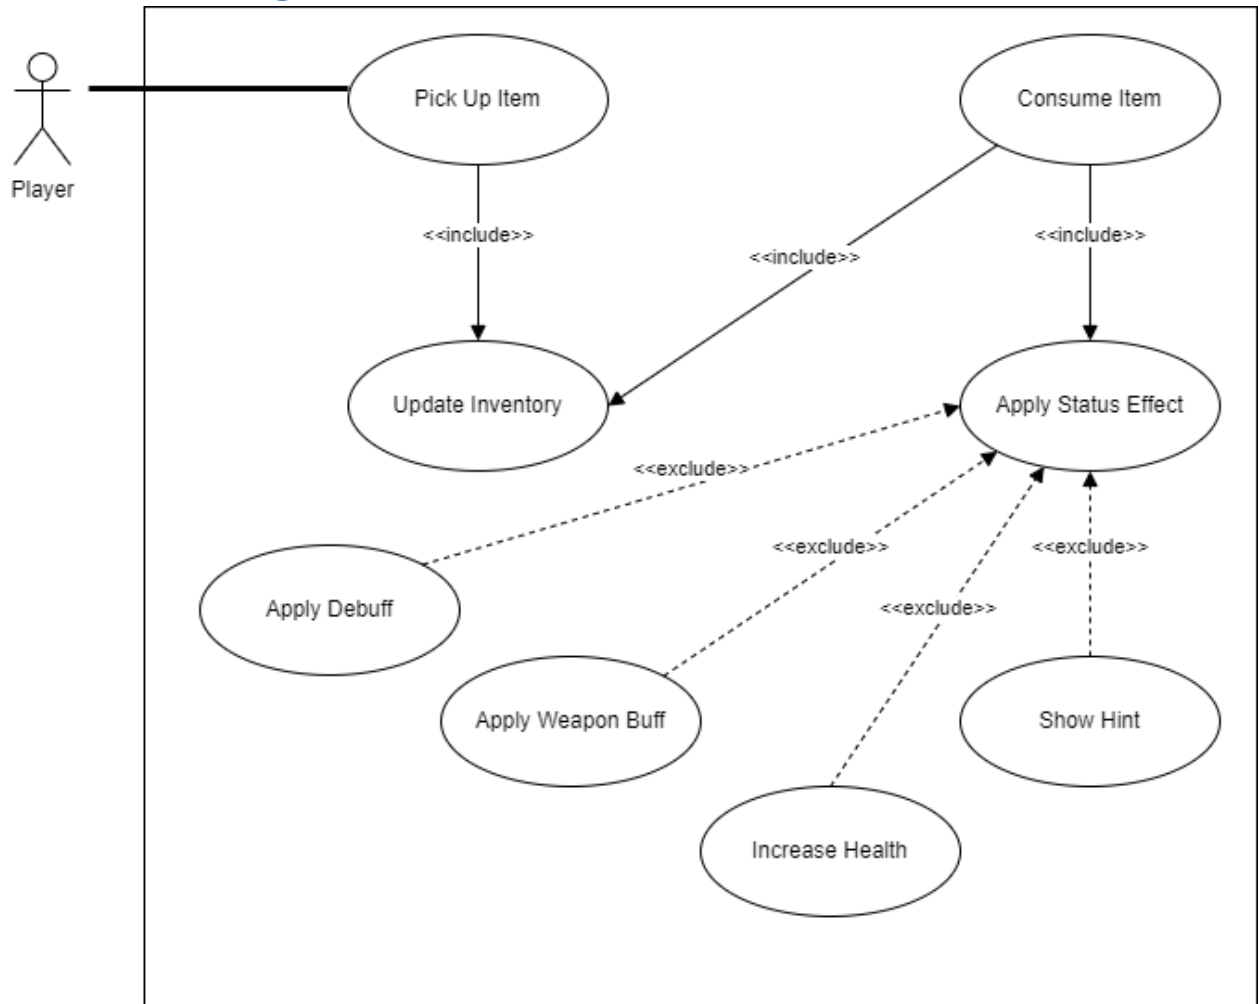 Pick Up Item
Consume Item
Player
<<include>>
<<include>>
<<include>>
Update Inventory
Apply Status Effect
<<exclude>>
<<exclude>>
<<exclude>>
<<exclude>>
Apply Debuff
Apply Weapon Buff
Show Hint
Increase Health